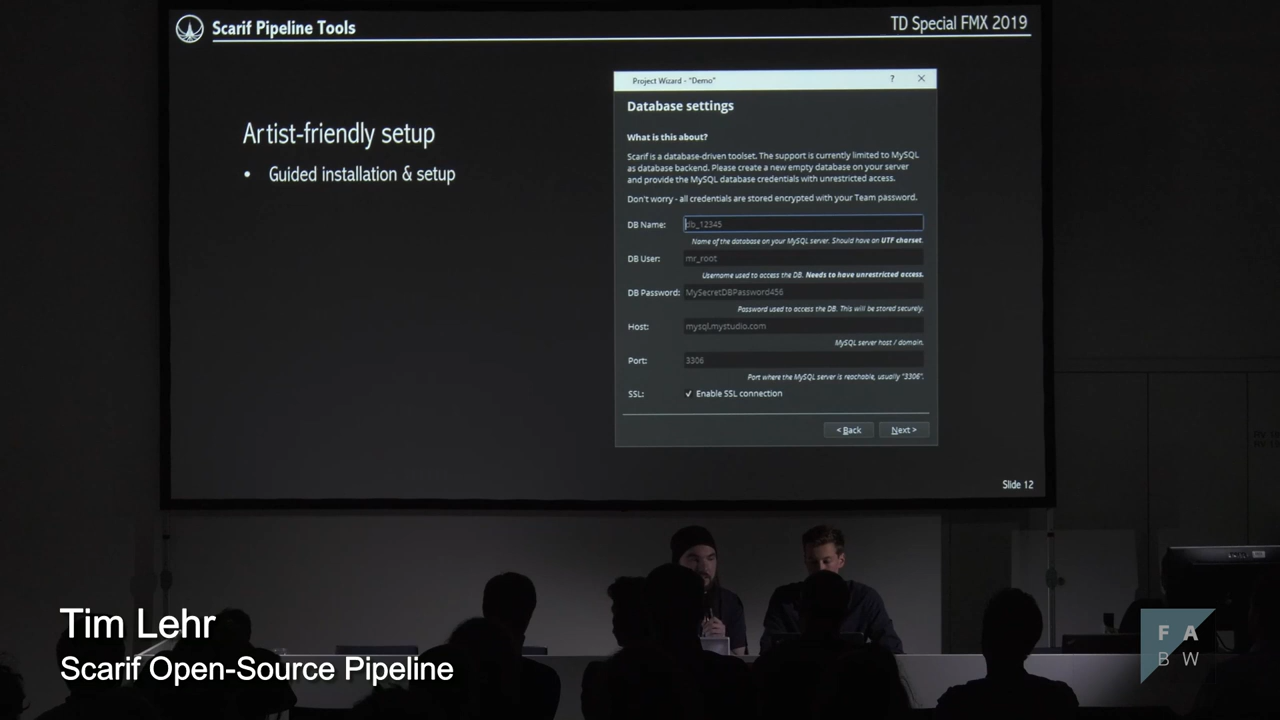 Scarif Pipeline Tools
TD Special FMX 2019
Artist-friendly setup
• Guided installation & setup
Project Wizard - "Demo"
?
Database settings
What is this about?
Scarif is a database-driven toolset. The support is currently limited to MySQL
as database backend. Please create a new empty database on your server
and provide the MySQL database credentials with unrestricted access.
Don't worry - all credentials are stored encrypted with your Team password.
DB Name:
db_12345
Name of the database on your MySQL server. Should have an UTF charset.
DB User:
mr_root
Username used to access the DB. Needs to have unrestricted access.
DB Password:
MySecretDBPassword456
Password used to access the DB. This will be stored securely.
Host:
mysql.mystudio.com
MySQL server host / domain.
Port:
3306
Port where the MySQL server is reachable, usually "3306".
SSL:
Enable SSL connection
< Back
Next >
Slide 12
Tim Lehr
Scarif Open-Source Pipeline
F A
B W